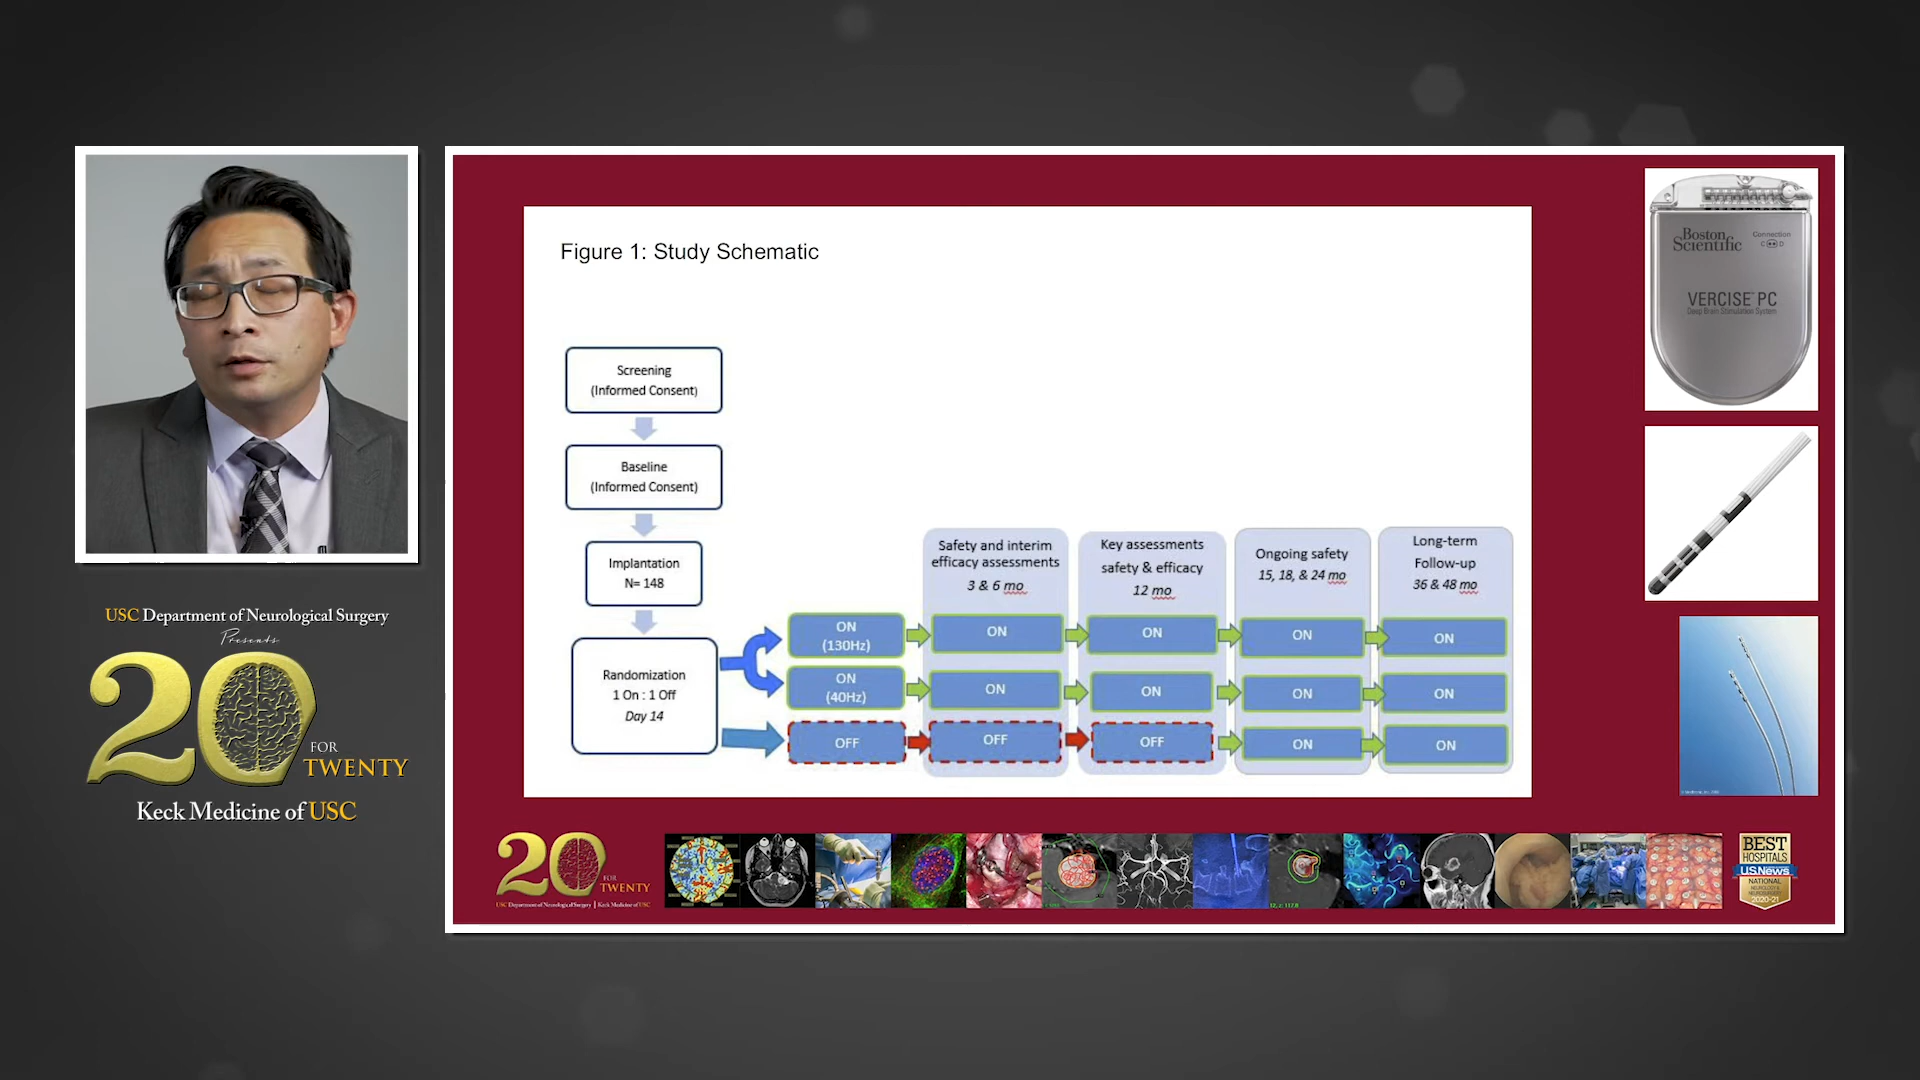 USC Department of Neurological Surgery
Presents
20
FOR
TWENTY
Keck Medicine of USC
Figure 1: Study Schematic
Screening
(Informed Consent)
Baseline
(Informed Consent)
Implantation
N= 148
Randomization
1 On : 1 Off
Day 14
Safety and interim
efficacy assessments
3 & 6 mo
Key assessments
safety & efficacy
12 mo
Ongoing safety
15, 18, & 24 mo
Long-term
Follow-up
36 & 48 mo
ON
(130Hz)
ON
ON
ON
ON
ON
(40Hz)
ON
ON
ON
ON
OFF
OFF
OFF
ON
ON
Boston
Scientific
Connection
C D
VERCISE™ PC
Deep Brain Stimulation System
20
FOR
TWENTY
USC Department of Neurological Surgery | Keck Medicine of USC
BEST
HOSPITALS
U.S.News
NATIONAL
NEUROLOGY &
NEUROSURGERY
2020-21